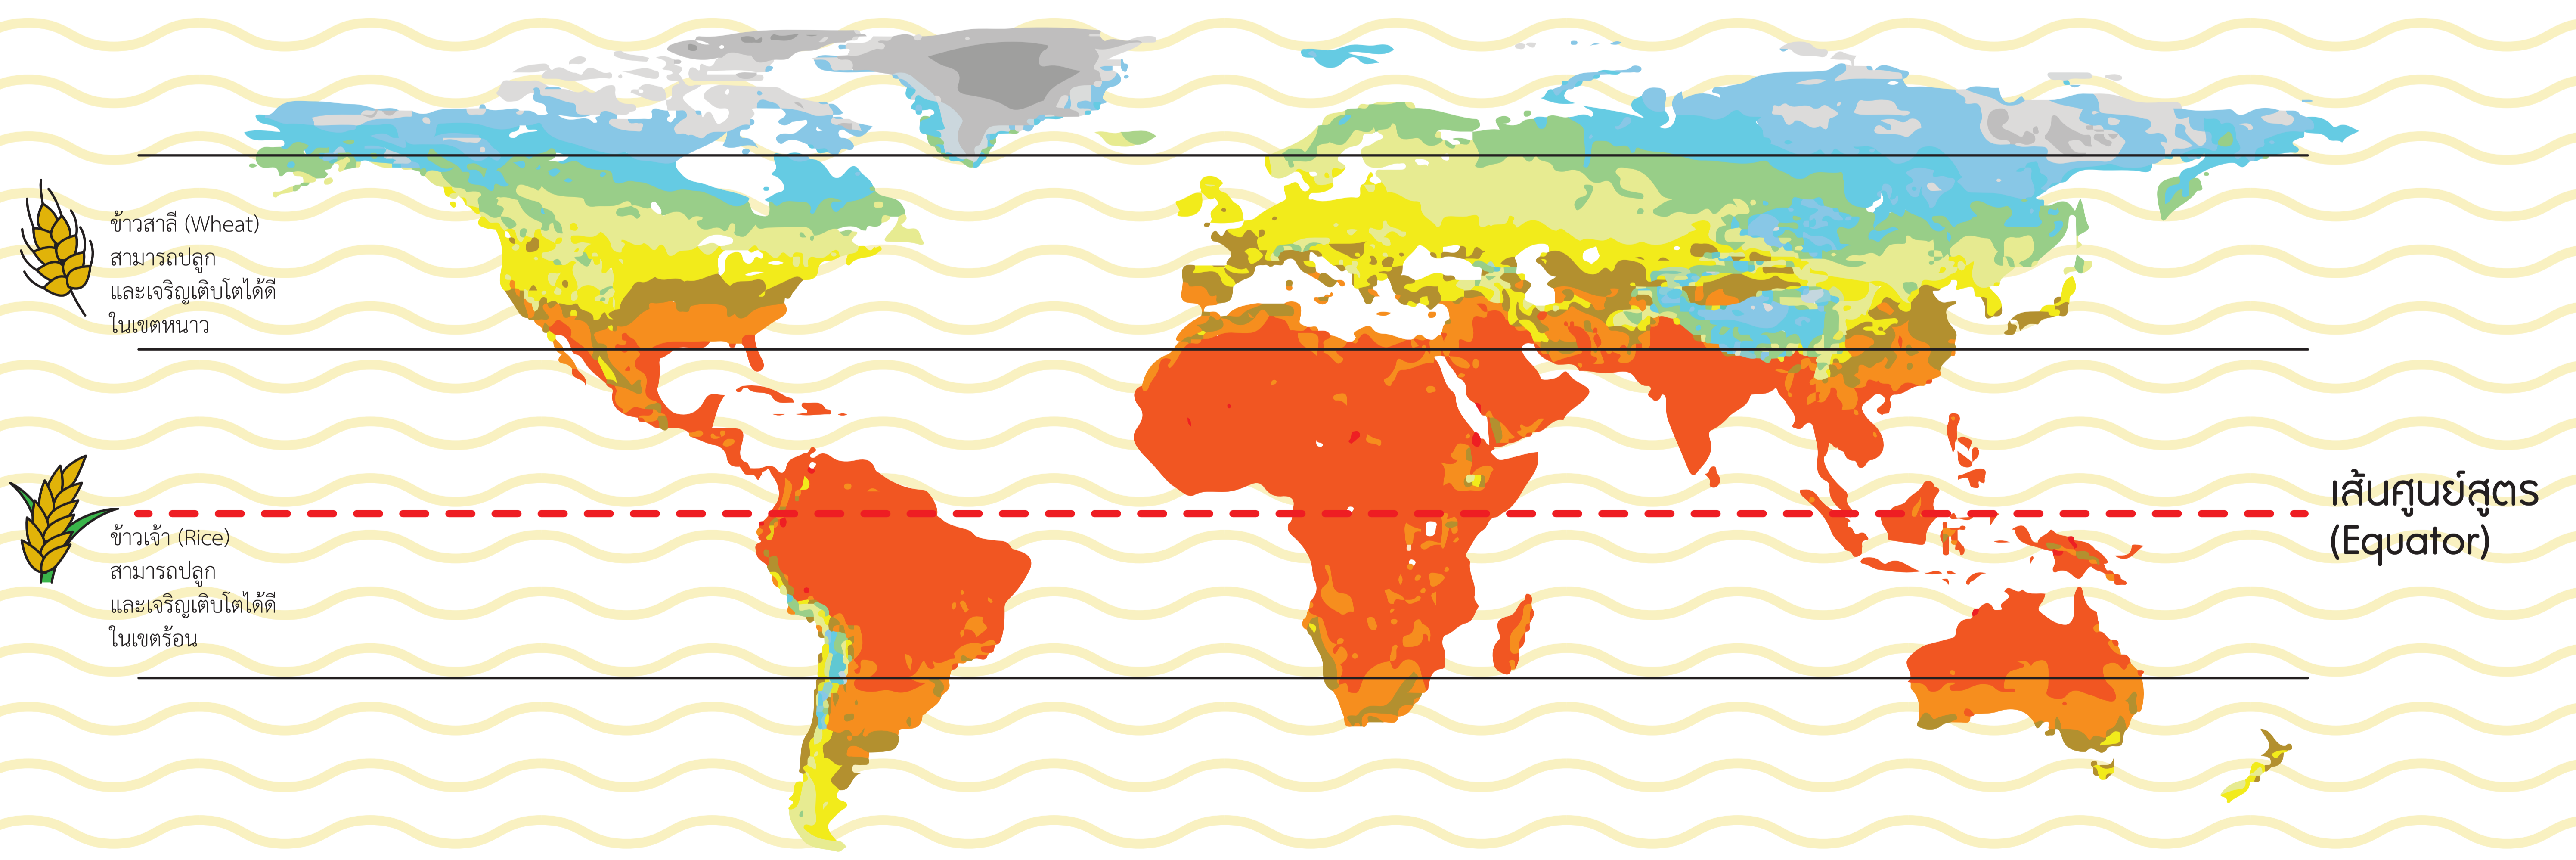 ข้าวสาลี (Wheat)
สามารถปลูก
และเจริญเติบโตได้ดี
ในเขตหนาว
เส้นศูนย์สูตร
(Equator)
ข้าวเจ้า (Rice)
สามารถปลูก
และเจริญเติบโตได้ดี
ในเขตร้อน